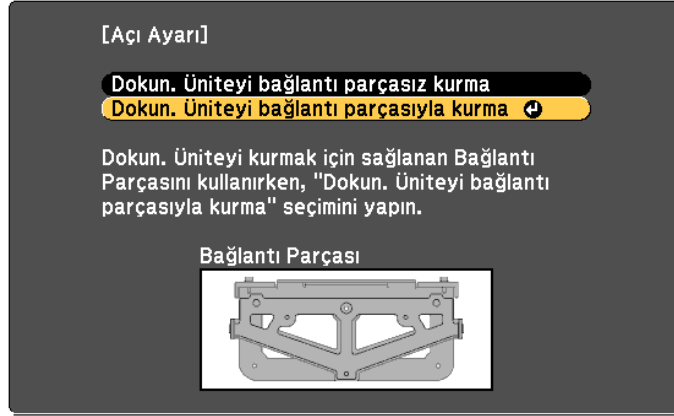 [Açı Ayarı]
Dokun. Üniteyi bağlantı parçasız kurma
Dokun. Üniteyi bağlantı parçasıyla kurma
Dokun. Üniteyi kurmak için sağlanan Bağlantı
Parçasını kullanırken, "Dokun. Üniteyi bağlantı
parçasıyla kurma" seçimini yapın.
Bağlantı Parçası